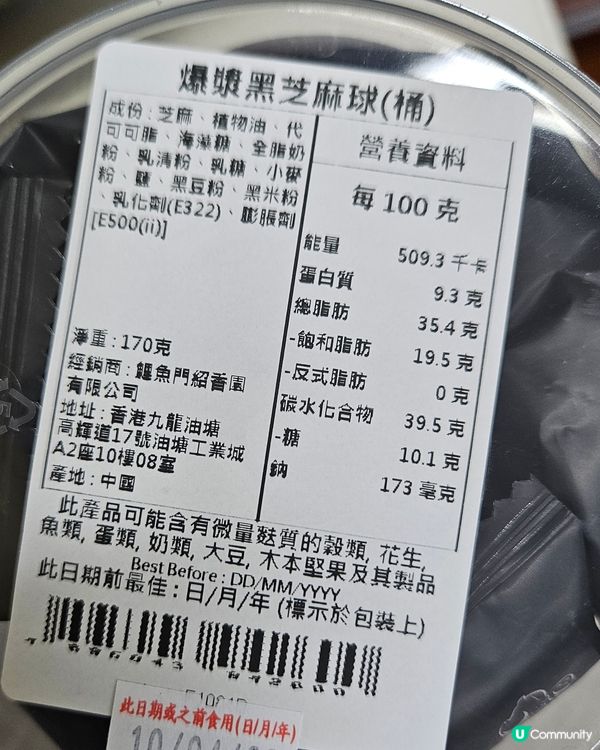 爆漿黑芝麻球(桶)
成份 : 芝麻、植物油、代
可可脂、海藻糖、全脂奶
粉、乳清粉、乳糖、小麥
粉、鹽、黑豆粉、黑米粉
、乳化劑(E322)、膨脹劑
[E500(ii)]
淨重 : 170克
經銷商 : 鯉魚門紹香園
有限公司
地址 : 香港九龍油塘
高輝道17號油塘工業城
A2座10樓08室
產地 : 中國
營養資料
每 100 克
能量 509.3 千卡
蛋白質 9.3 克
總脂肪 35.4 克
-飽和脂肪 19.5 克
-反式脂肪 0 克
碳水化合物 39.5 克
-糖 10.1 克
鈉 173 毫克
此產品可能含有微量麩質的穀類, 花生,
魚類, 蛋類, 奶類, 大豆, 木本堅果及其製品
Best Before : DD/MM/YYYY
此日期前最佳 : 日/月/年 (標示於包裝上)
此日期或之前食用(日/月/年)
U Community